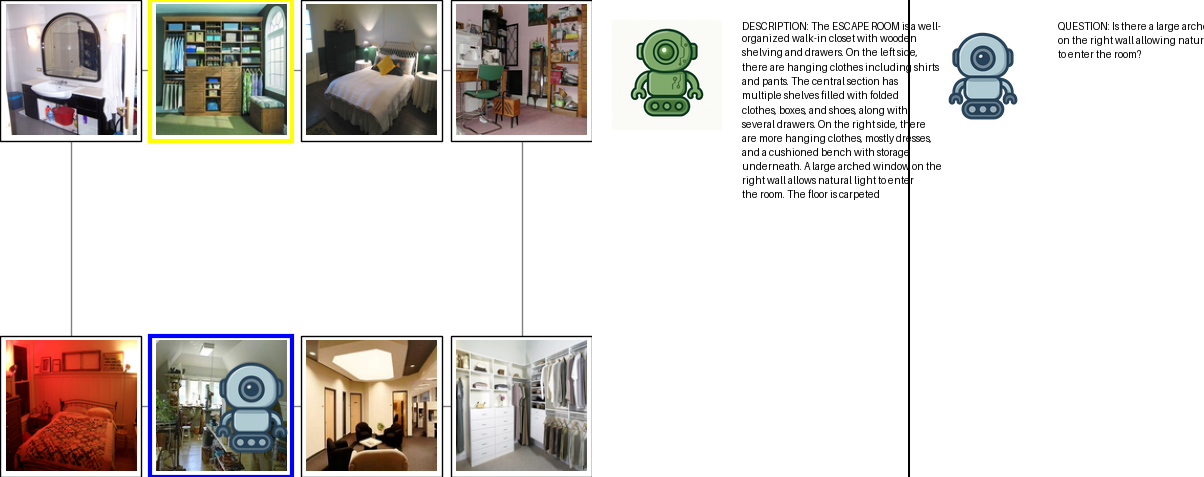 DESCRIPTION: The ESCAPE ROOM is a well-
organized walk-in closet with wooden
shelving and drawers. On the left side,
there are hanging clothes including shirts
and pants. The central section has
multiple shelves filled with folded
clothes, boxes, and shoes, along with
several drawers. On the right side, there
are more hanging clothes, mostly dresses,
and a cushioned bench with storage
underneath. A large arched window on the
right wall allows natural light to enter
the room. The floor is carpeted
QUESTION: Is there a large
on the right wall allowing
to enter the room?